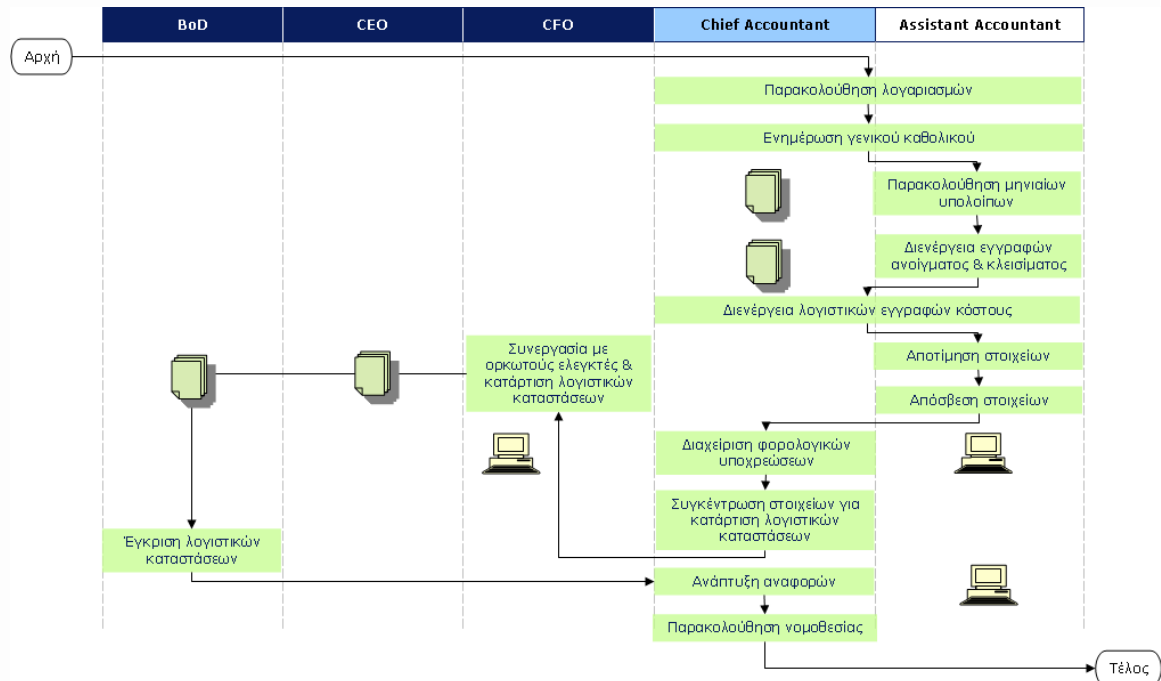 BoD CEO CFO Chief Accountant Assistant Accountant
Αρχή
Παρακολούθηση λογαριασμών
Ενημέρωση γενικού καθολικού
Παρακολούθηση μηνιαίων
υπολοίπων
Διενέργεια εγγραφών
ανοίγματος & κλεισίματος
Διενέργεια λογιστικών εγγραφών κόστους
Συνεργασία με
ορκωτούς ελεγκτές &
κατάρτιση λογιστικών
καταστάσεων
Αποτίμηση στοιχείων
Απόσβεση στοιχείων
Διαχείριση φορολογικών
υποχρεώσεων
Συγκέντρωση στοιχείων για
κατάρτιση λογιστικών
καταστάσεων
Έγκριση λογιστικών
καταστάσεων
Ανάπτυξη αναφορών
Παρακολούθηση νομοθεσίας
Τέλος